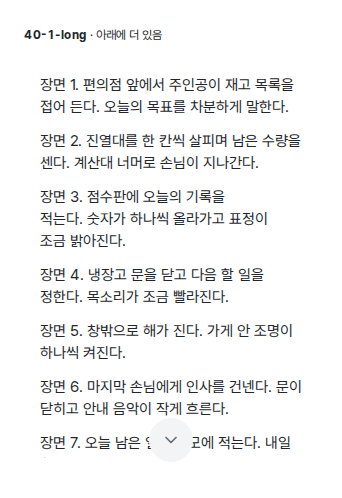 40-1-long · 아래에 더 있음
장면 1. 편의점 앞에서 주인공이 재고 목록을
접어 든다. 오늘의 목표를 차분하게 말한다.
장면 2. 진열대를 한 칸씩 살피며 남은 수량을
센다. 계산대 너머로 손님이 지나간다.
장면 3. 점수판에 오늘의 기록을
적는다. 숫자가 하나씩 올라가고 표정이
조금 밝아진다.
장면 4. 냉장고 문을 닫고 다음 할 일을
정한다. 목소리가 조금 빨라진다.
장면 5. 창밖으로 해가 진다. 가게 안 조명이
하나씩 켜진다.
장면 6. 마지막 손님에게 인사를 건넨다. 문이
닫히고 안내 음악이 작게 흐른다.
장면 7. 오늘 남은 적는다. 내일